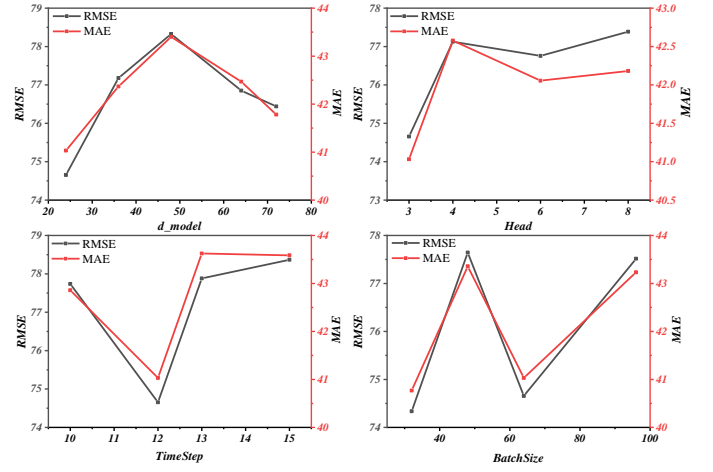 79
78
77
76
75
74
RMSE
RMSE
MAE
44
43
42
41
40
MAE
20 30 40 50 60 70 80
d_model
78
77
76
75
74
73
RMSE
RMSE
MAE
43.0
42.5
42.0
41.5
41.0
40.5
MAE
3 4 5 6 7 8
Head
79
78
77
76
75
74
RMSE
RMSE
MAE
44
43
42
41
40
MAE
10 11 12 13 14 15
TimeStep
78
77
76
75
74
RMSE
RMSE
MAE
44
43
42
41
40
MAE
40 60 80 100
BatchSize